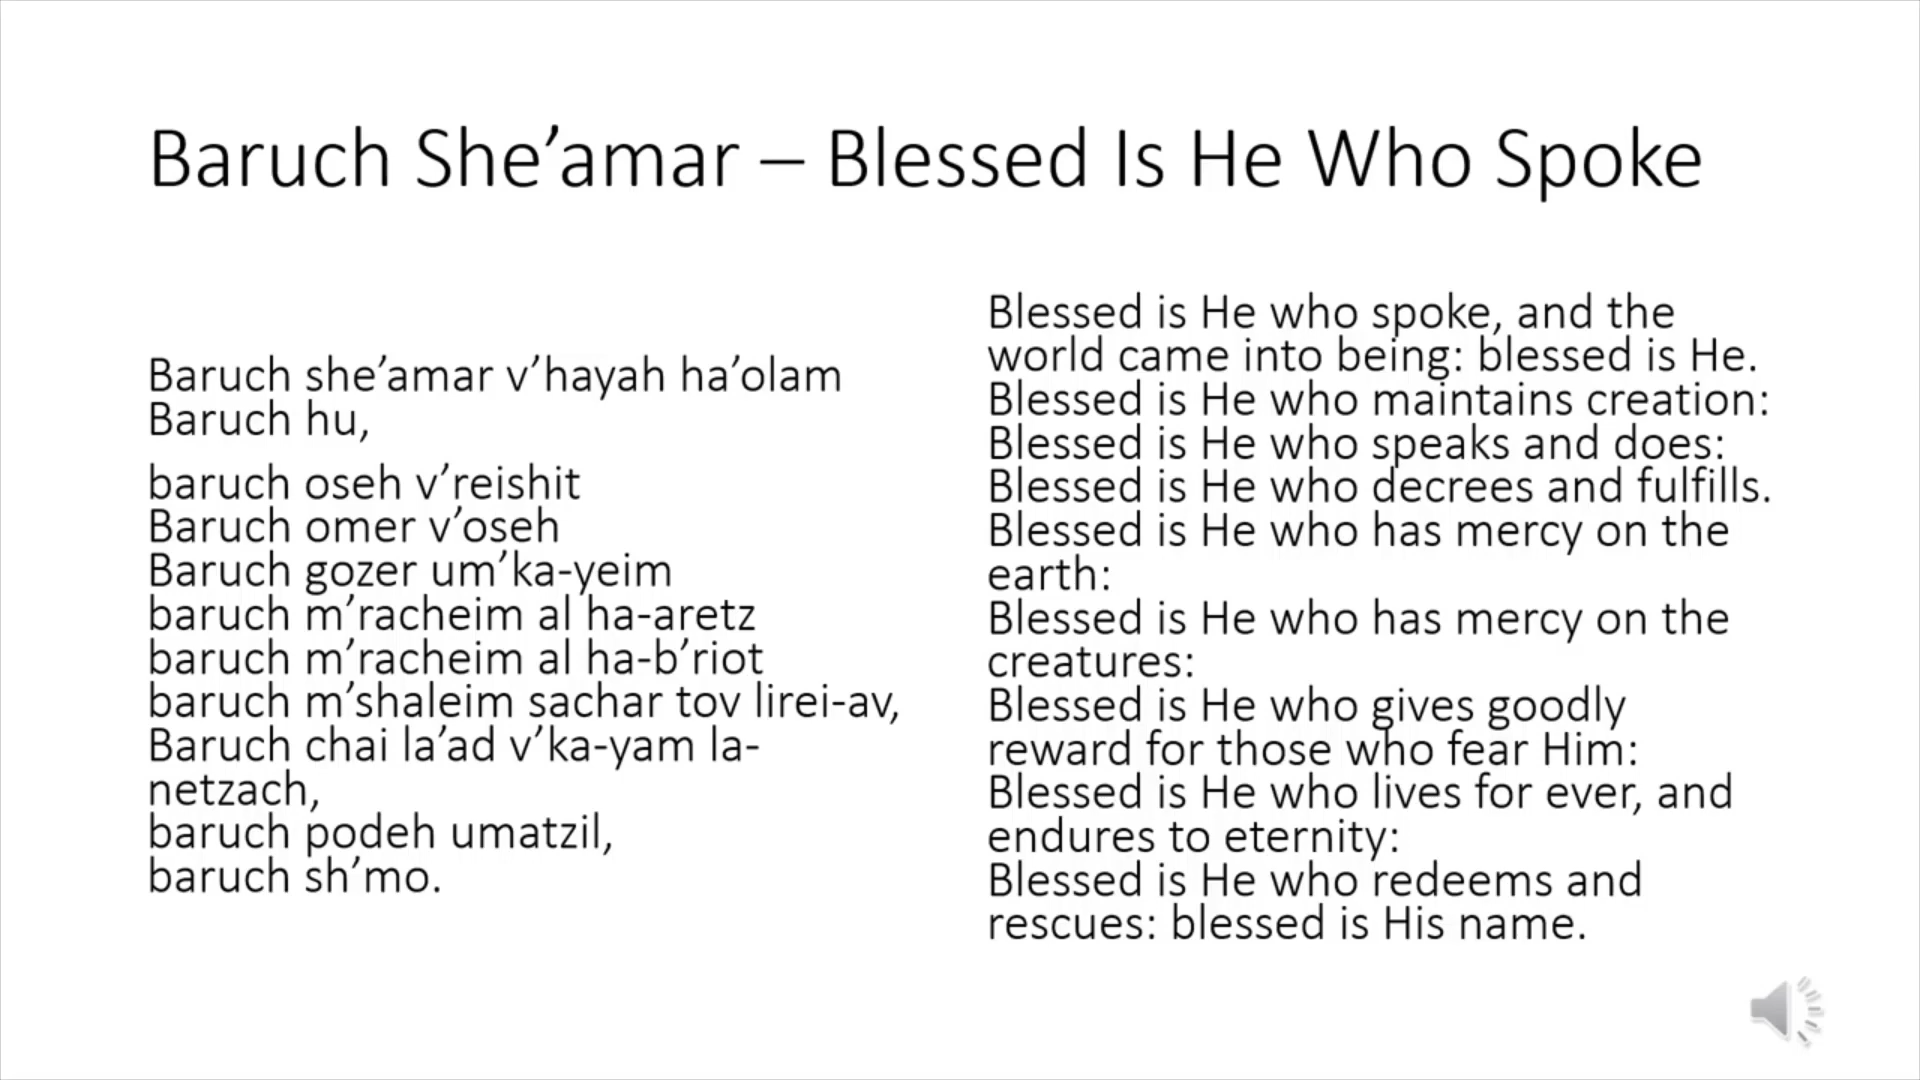 Baruch She’amar – Blessed Is He Who Spoke
Baruch she’amar v’hayah ha’olam
Baruch hu,
baruch oseh v’reishit
Baruch omer v’oseh
Baruch gozer um’ka-yeim
baruch m’racheim al ha-aretz
baruch m’racheim al ha-b’riot
baruch m’shaleim sachar tov lirei-av,
Baruch chai la’ad v’ka-yam la-
netzach,
baruch podeh umatzil,
baruch sh’mo.
Blessed is He who spoke, and the
world came into being: blessed is He.
Blessed is He who maintains creation:
Blessed is He who speaks and does:
Blessed is He who decrees and fulfills.
Blessed is He who has mercy on the
earth:
Blessed is He who has mercy on the
creatures:
Blessed is He who gives goodly
reward for those who fear Him:
Blessed is He who lives for ever, and
endures to eternity:
Blessed is He who redeems and
rescues: blessed is His name.